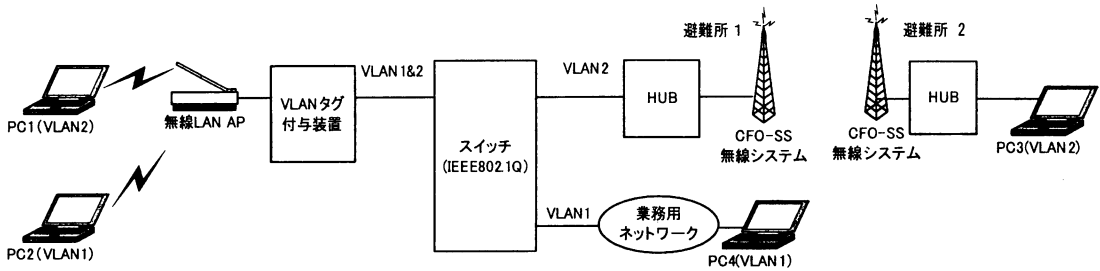 避難所 1
避難所 2
VLAN 1&2
VLAN2
PC1(VLAN2)
無線LAN AP
VLANタグ
付与装置
スイッチ
(IEEE802.1Q)
HUB
CFO-SS
無線システム
CFO-SS
無線システム
HUB
PC3(VLAN2)
PC2(VLAN1)
VLAN1
業務用
ネットワーク
PC4(VLAN1)